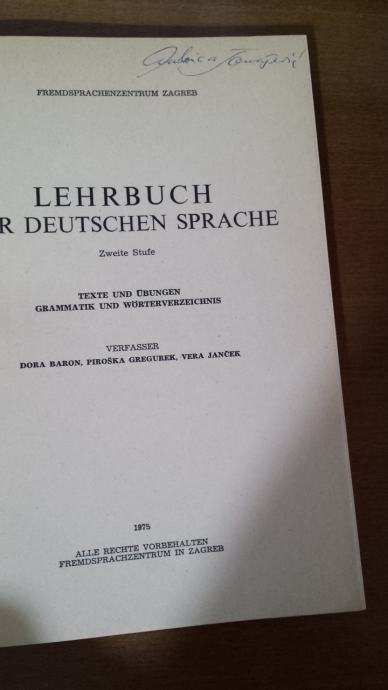 FREMDSPRACHENZENTRUM ZAGREB
LEHRBUCH
R DEUTSCHEN SPRACHE
Zweite Stufe
TEXTE UND ÜBUNGEN
GRAMMATIK UND WÖRTERVERZEICHNIS
VERFASSER
DORA BARON, PIROŠKA GREGUREK, VERA JANČEK
1975
ALLE RECHTE VORBEHALTEN
FREMDSPRACHZENTRUM IN ZAGREB